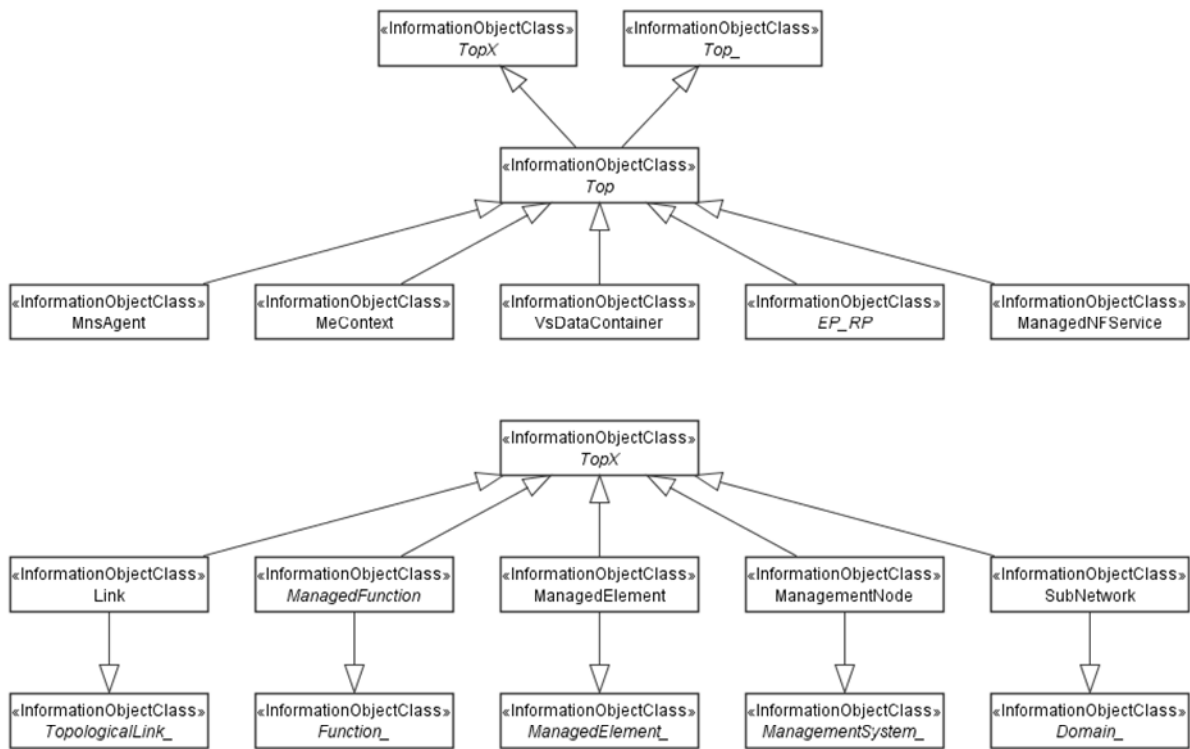 «InformationObjectClass»
TopX
«InformationObjectClass»
Top_
«InformationObjectClass»
Top
«InformationObjectClass»
MnsAgent
«InformationObjectClass»
MeContext
«InformationObjectClass»
VsDataContainer
«InformationObjectClass»
EP_RP
«InformationObjectClass»
ManagedNFService
«InformationObjectClass»
TopX
«InformationObjectClass»
Link
«InformationObjectClass»
ManagedFunction
«InformationObjectClass»
ManagedElement
«InformationObjectClass»
ManagementNode
«InformationObjectClass»
SubNetwork
«InformationObjectClass»
TopologicalLink_
«InformationObjectClass»
Function_
«InformationObjectClass»
ManagedElement_
«InformationObjectClass»
ManagementSystem_
«InformationObjectClass»
Domain_